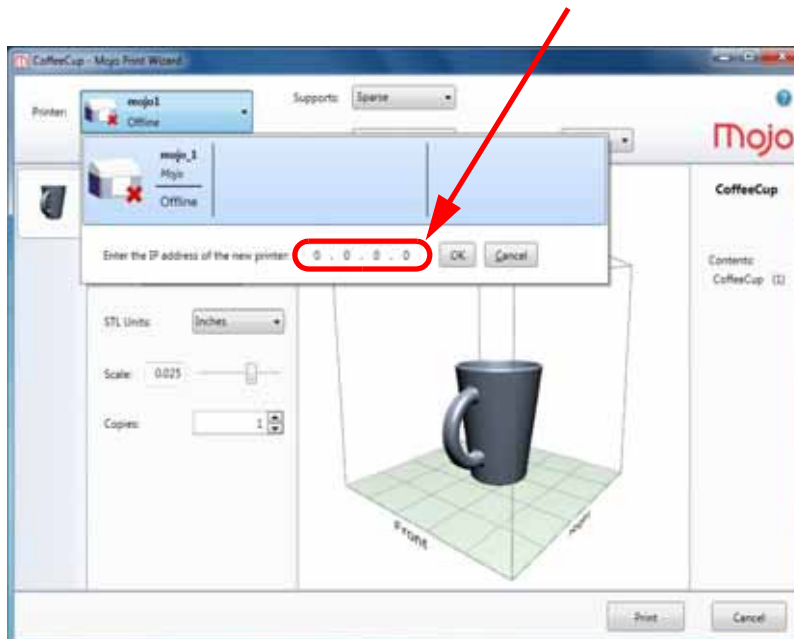 CoffeeCup - Mojo Print Wizard
Printer:
mojo1
Offline
Supports:
Sparse
mojo
mojo_1
Mojo
Offline
Enter the IP address of the new printer:
0 . 0 . 0 . 0
OK
Cancel
CoffeeCup
Contents:
CoffeeCup (1)
STL Units:
Inches
Scale:
0.025
Copies:
1
Front
Print
Cancel